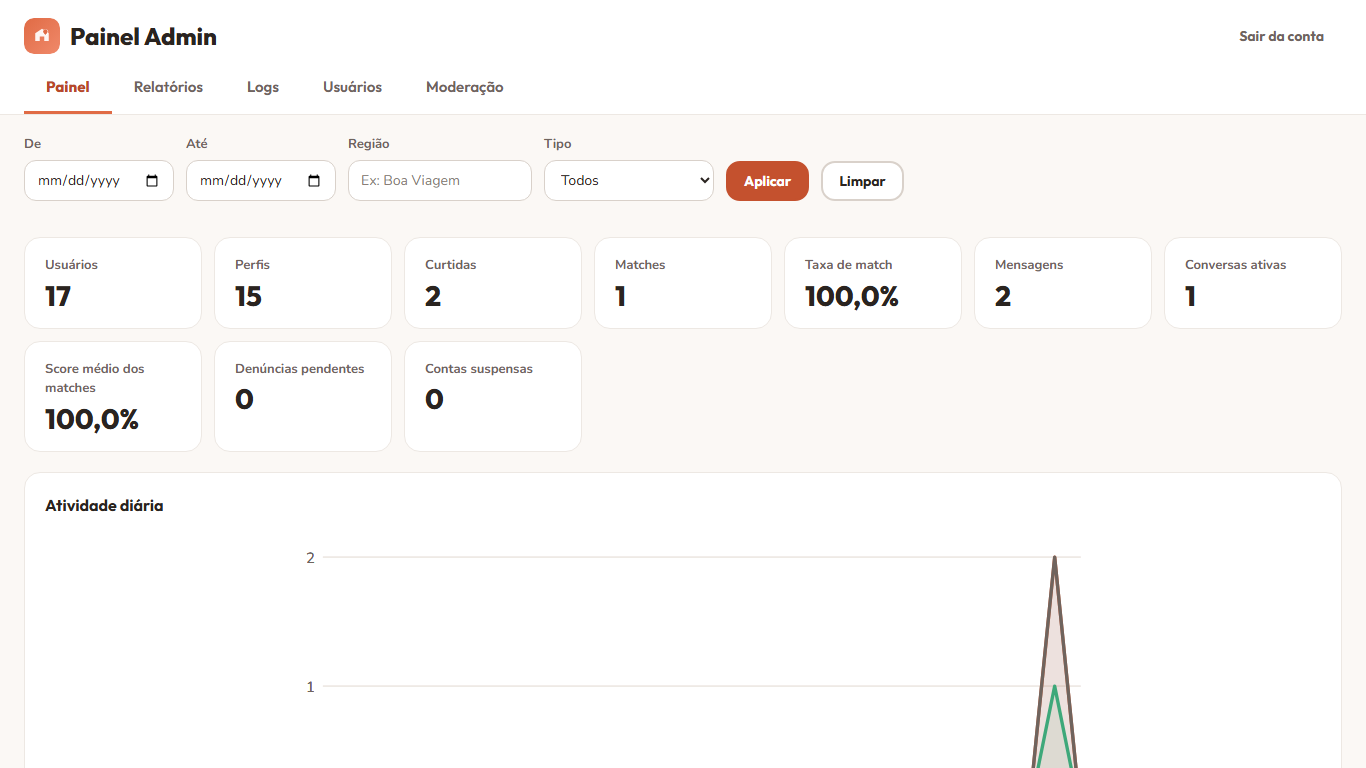 Painel Admin
Sair da conta
Painel Relatórios Logs Usuários Moderação
De Até Região Tipo
mm/dd/yyyy mm/dd/yyyy Ex: Boa Viagem Todos Aplicar Limpar
Usuários Perfis Curtidas Matches Taxa de match Mensagens Conversas ativas
17 15 2 1 100,0% 2 1
Score médio dos matches
100,0%
Denúncias pendentes
0
Contas suspensas
0
Atividade diária
2
1